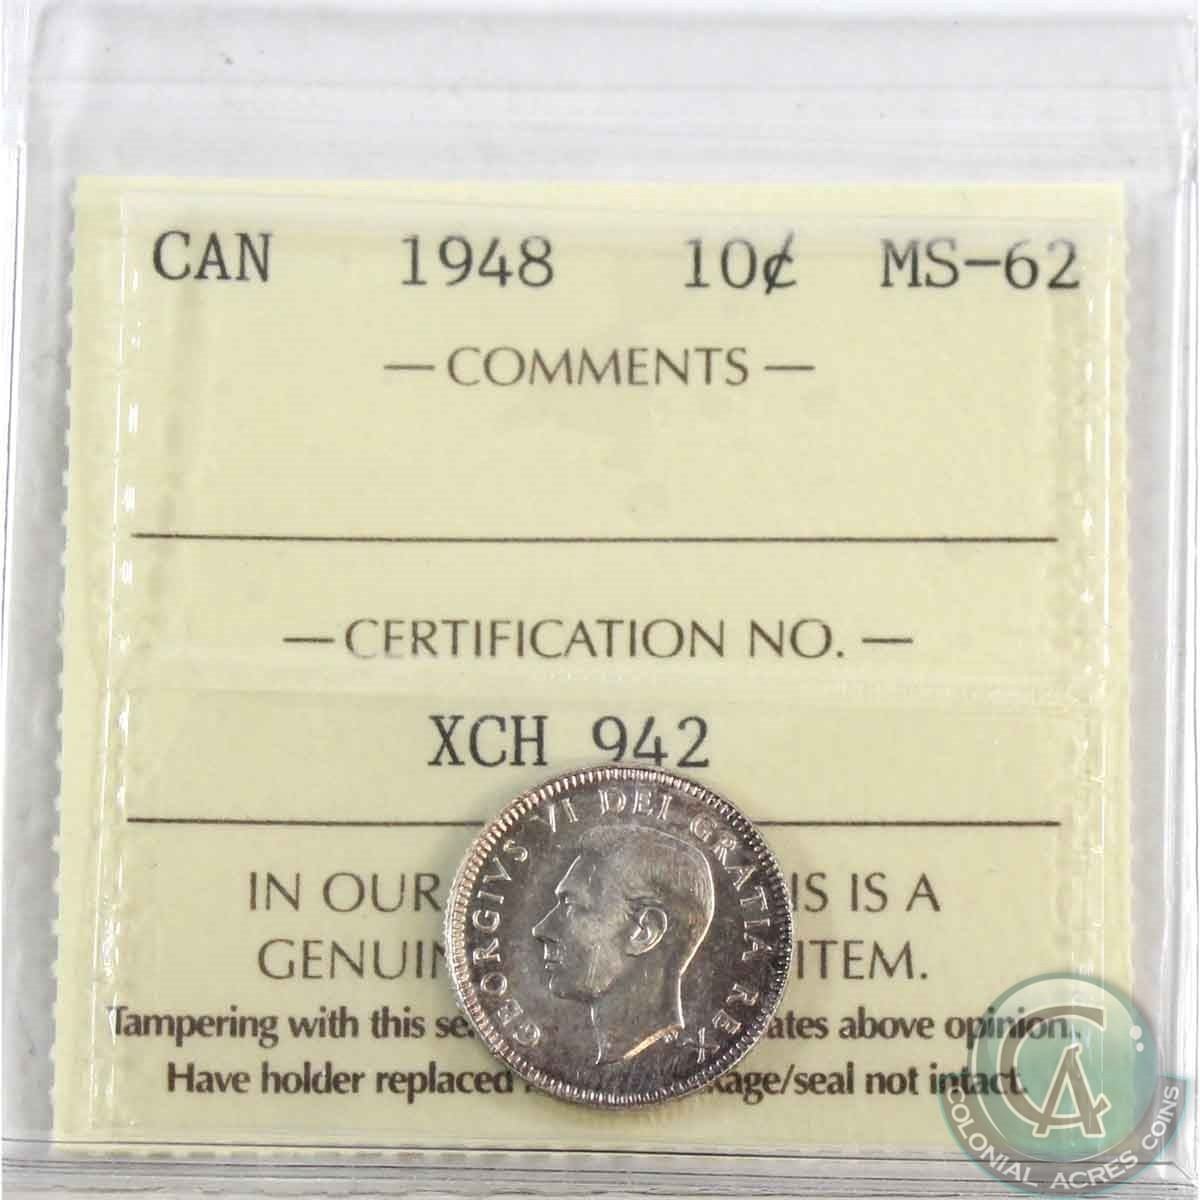 CAN 1948 10¢ MS-62
— COMMENTS —
— CERTIFICATION NO. —
XCH 942
IN OUR IS IS A
GENUIN ITEM.
Tampering with this se ates above opinion.
Have holder replaced kage/seal not intact.
GEORGIVS VI DEI GRATIA REX
CA
COLONIAL ACRES COINS